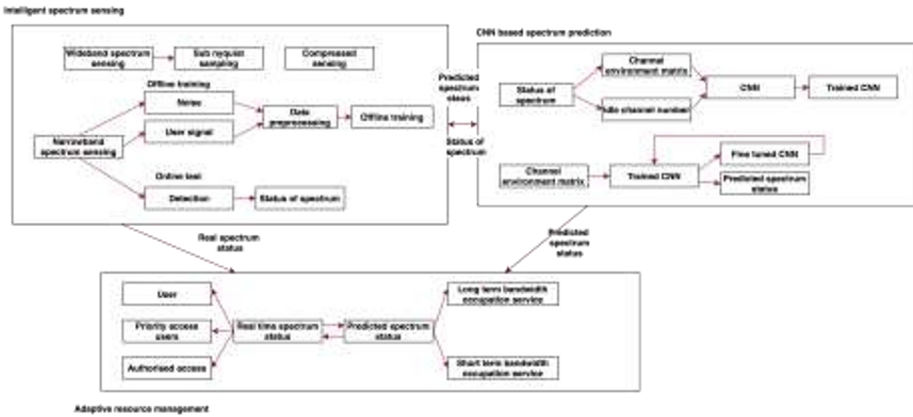 Intelligent spectrum sensing
Wideband spectrum
sensing
Sub nyquist
sampling
Compressed
sensing
Offline training
Noise
User signal
Data
preprocessing
Offline training
Narrowband
spectrum sensing
Online test
Detection
Status of spectrum
Predicted
spectrum
Status of
spectrum
CNN based spectrum prediction
Status of
spectrum
Channel
environment matrix
Idle channel number
CNN
Trained CNN
Channel
environment matrix
Trained CNN
Fine tuned CNN
Predicted spectrum
status
Real spectrum
status
Predicted
spectrum
status
User
Priority access
users
Authorised access
Real time spectrum
status
Predicted spectrum
status
Long term bandwidth
occupation service
Short term bandwidth
occupation service
Adaptive resource management